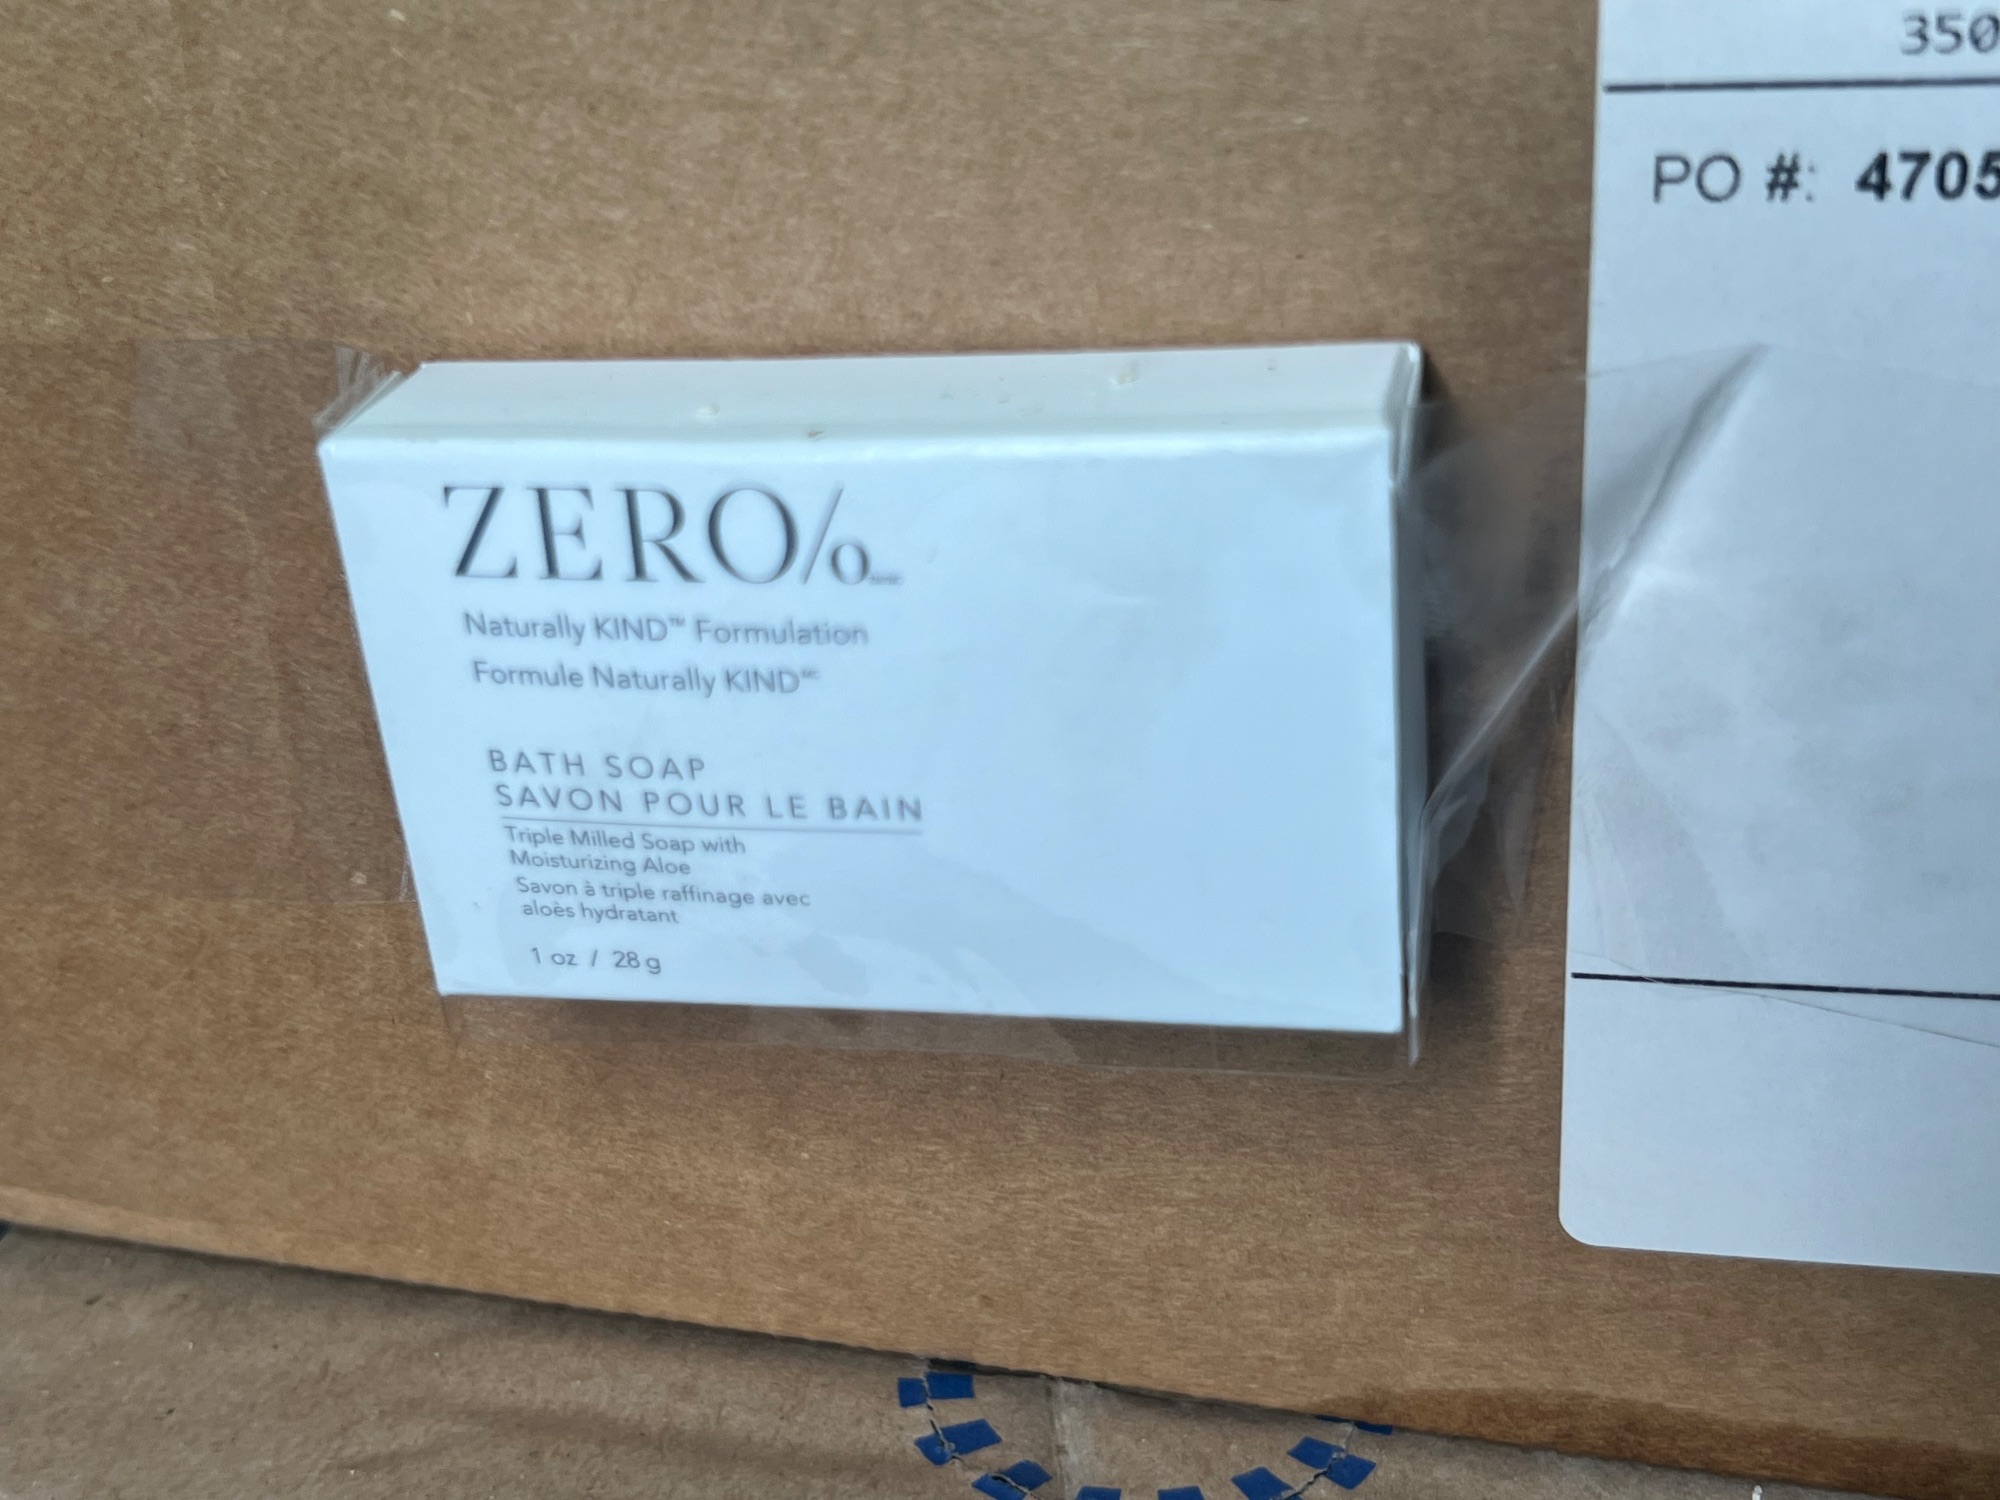 ZERO%
Naturally KIND™ Formulation
Formule Naturally KIND
BATH SOAP
SAVON POUR LE BAIN
Triple Milled Soap with
Moisturizing Aloe
Savon à triple raffinage avec
aloès hydratant
1 oz / 28 g
350
PO #: 4705